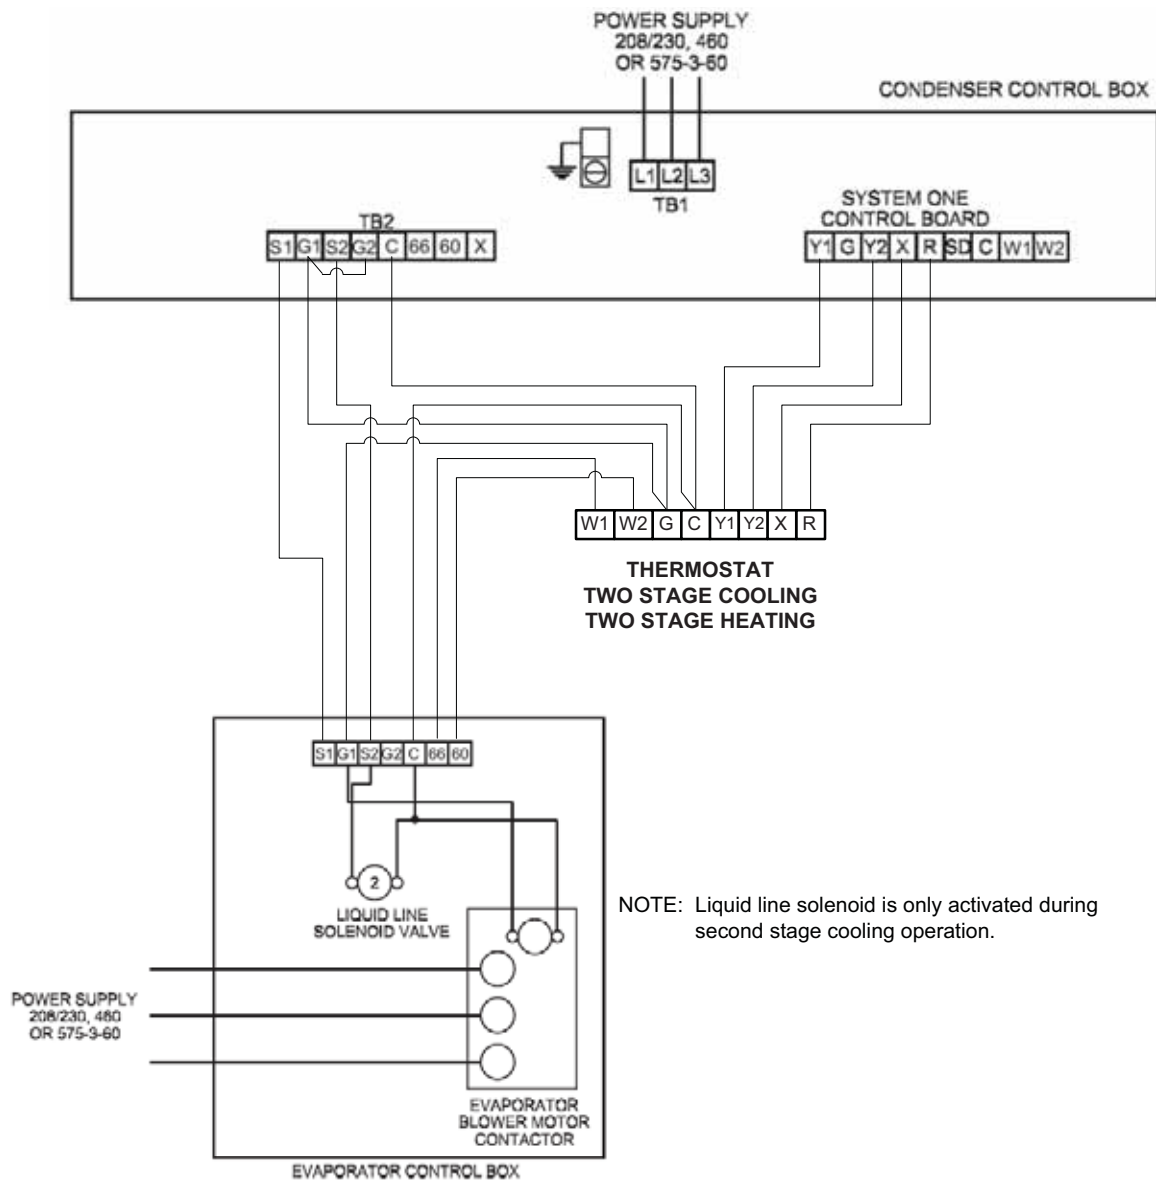 POWER SUPPLY
208/230, 460
OR 575-3-60
CONDENSER CONTROL BOX
L1 L2 L3
TB1
SYSTEM ONE
CONTROL BOARD
TB2
S1 G1 S2 G2 C 66 60 X
Y1 G Y2 X R SD C W1 W2
W1 W2 G C Y1 Y2 X R
THERMOSTAT
TWO STAGE COOLING
TWO STAGE HEATING
S1 G1 S2 G2 C 66 60
2
LIQUID LINE
SOLENOID VALVE
NOTE: Liquid line solenoid is only activated during
second stage cooling operation.
POWER SUPPLY
208/230, 460
OR 575-3-60
EVAPORATOR
BLOWER MOTOR
CONTACTOR
EVAPORATOR CONTROL BOX